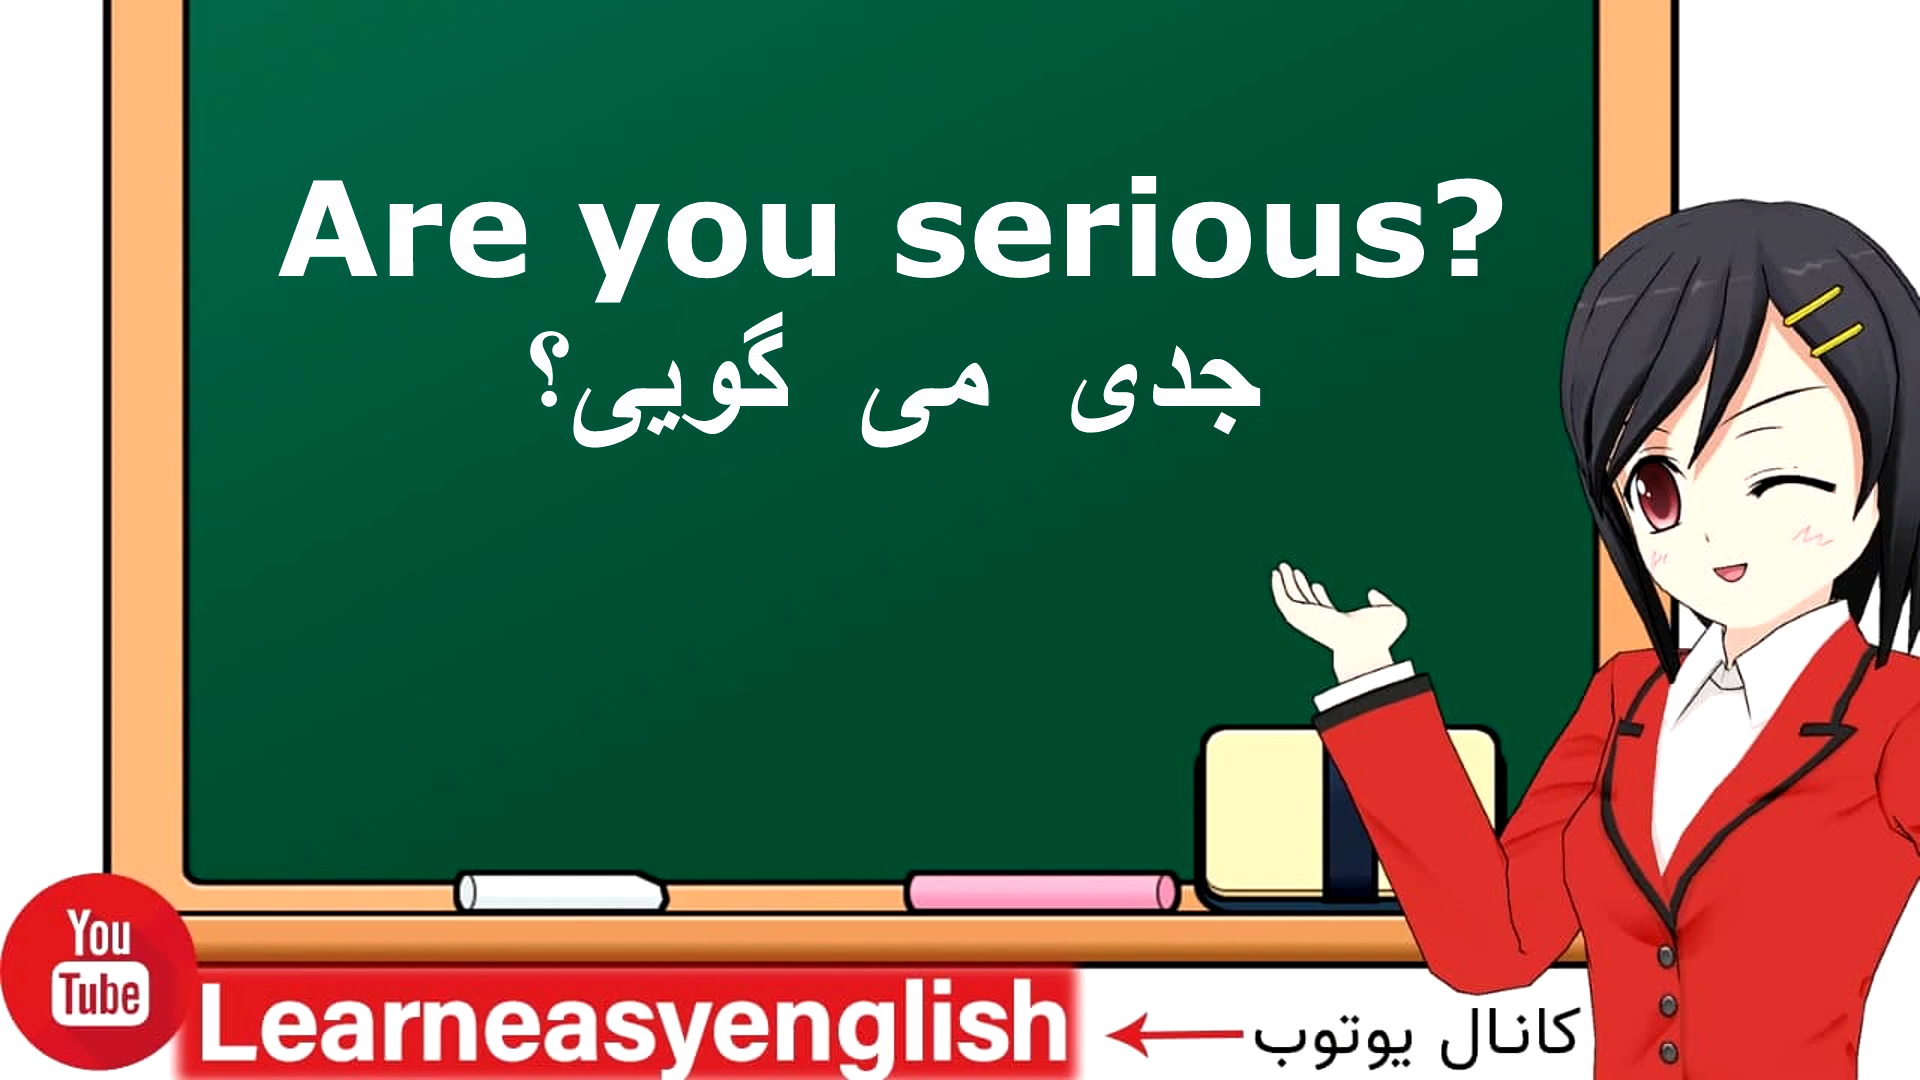 Are you serious?
جدی می گویی؟
You
Tube
Learneasyenglish
کانال یوتوب